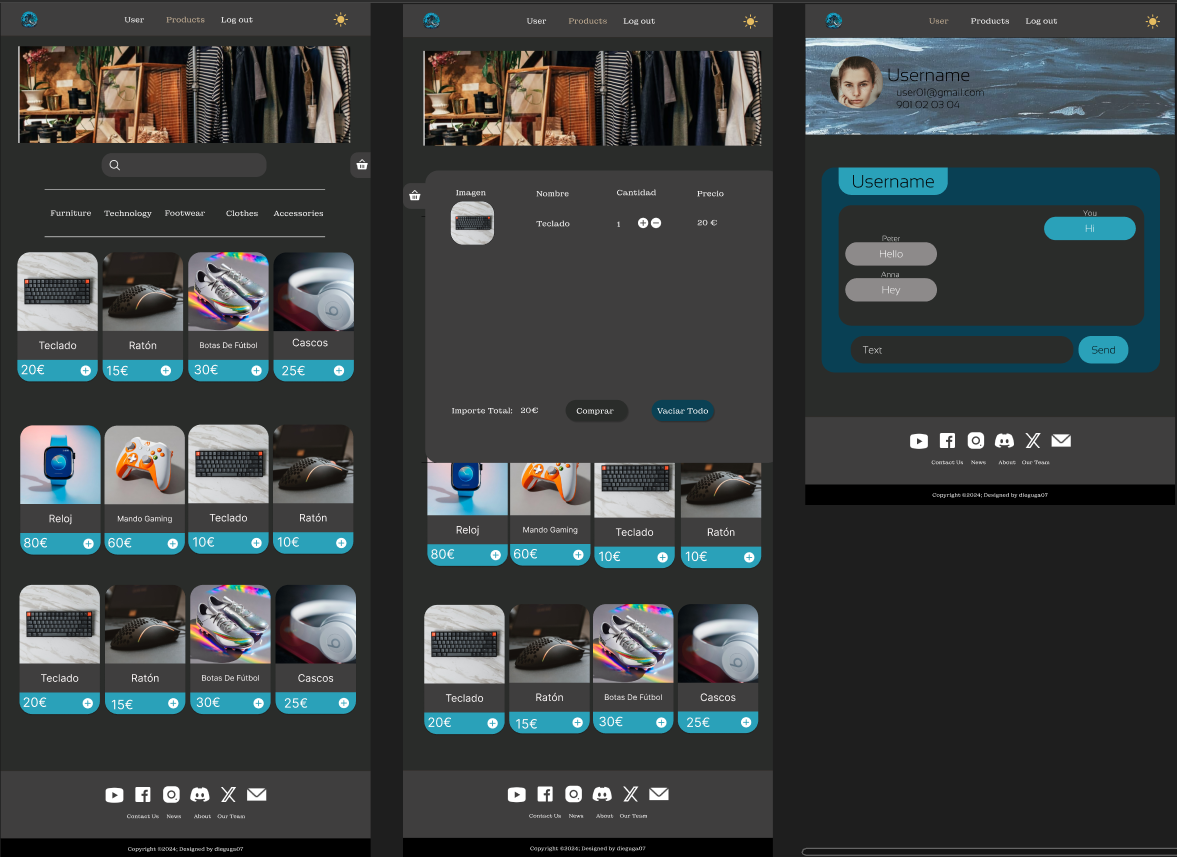 User Products Log out
Furniture Technology Footwear Clothes Accessories
Teclado Ratón Botas De Fútbol Cascos
20€ 15€ 30€ 25€
Reloj Mando Gaming Teclado Ratón
80€ 60€ 10€ 10€
Teclado Ratón Botas De Fútbol Cascos
20€ 15€ 30€ 25€
Contact Us News About Our Team
Copyright ©2024; Designed by dieguga07
User Products Log out
Imagen Nombre Cantidad Precio
Teclado 1 20 €
Importe Total: 20€ Comprar Vaciar Todo
Reloj Mando Gaming Teclado Ratón
80€ 60€ 10€ 10€
Teclado Ratón Botas De Fútbol Cascos
20€ 15€ 30€ 25€
Contact Us News About Our Team
Copyright ©2024; Designed by dieguga07
User Products Log out
Username
user01@gmail.com
901 02 03 04
Username
You
Hi
Peter
Hello
Anna
Hey
Text Send
Contact Us News About Our Team
Copyright ©2024; Designed by dieguga07